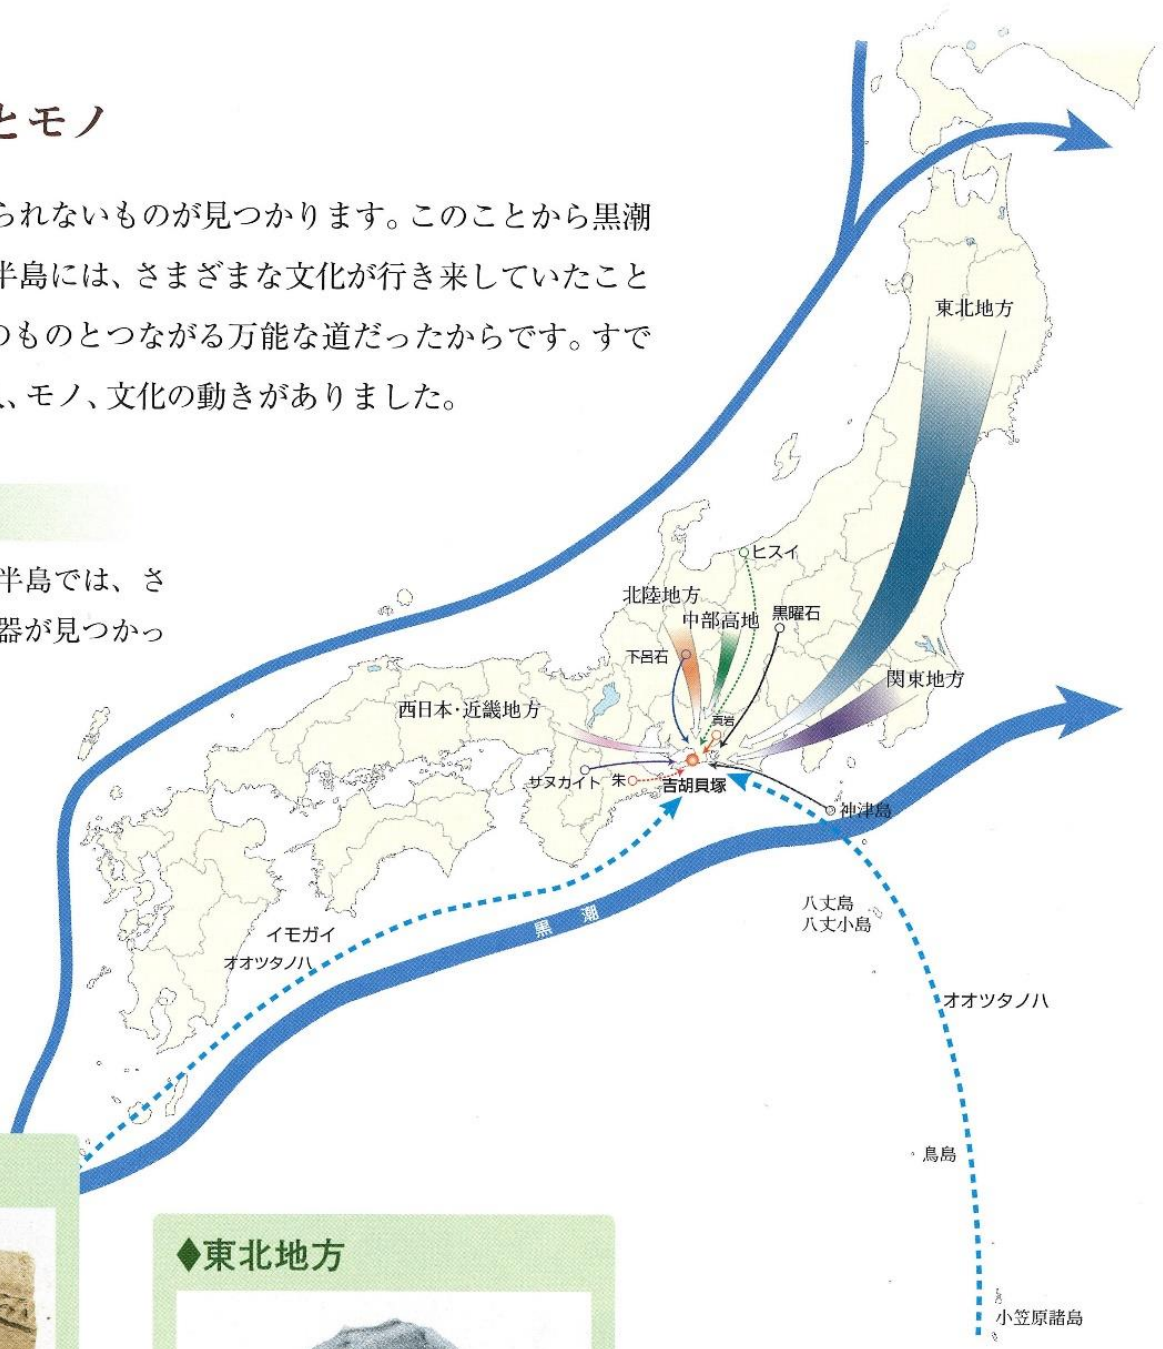 とモノ
られないものが見つかります。このことから黒潮
半島には、さまざまな文化が行き来していたこと
のものとつながる万能な道だったからです。すで
、モノ、文化の動きがありました。
半島では、さ
器が見つかっ
東北地方
ヒスイ
北陸地方
中部高地
黒曜石
下呂石
関東地方
西日本・近畿地方
サヌカイト
朱
吉胡貝塚
神津島
黒潮
八丈島
八丈小島
イモガイ
オオツタノハ
オオツタノハ
鳥島
小笠原諸島
◆東北地方